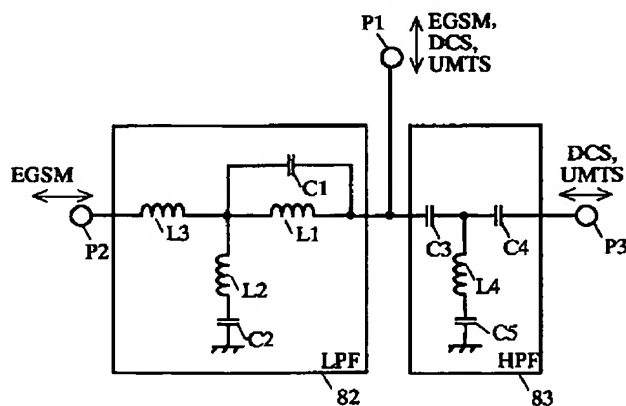 P1
EGSM,
DCS,
UMTS
EGSM
DCS,
UMTS
C1
P2
L3
L1
C3
C4
P3
L2
L4
C2
C5
LPF
HPF
82
83